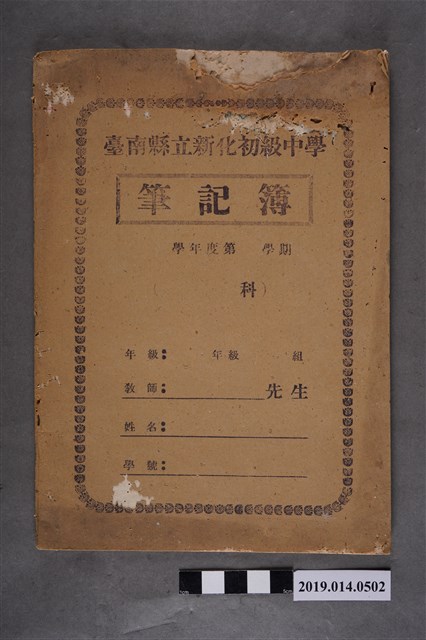 臺南縣立新化初級中學
筆記簿
學年度第 學期
( 科)
年級: 年級 組
教師: 先生
姓名:
學號:
2019.014.0502